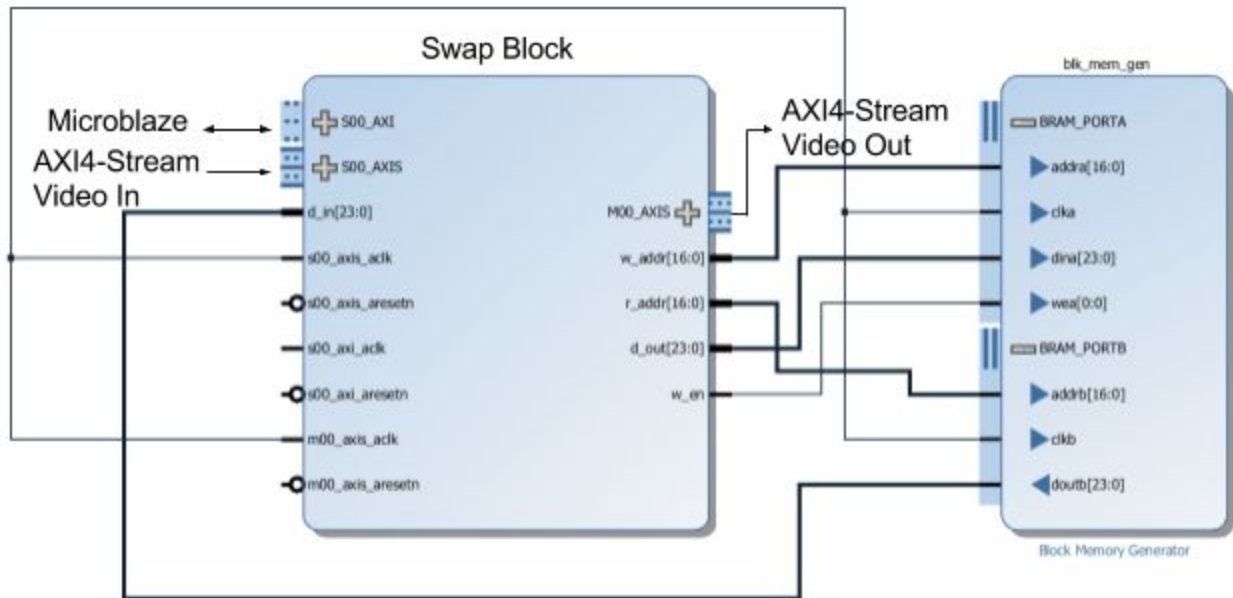 Swap Block
blk_mem_gen
Microblaze
AXI4-Stream
Video In
S00_AXI
S00_AXIS
d_in[23:0]
s00_axis_aclk
s00_axis_aresetn
s00_axi_aclk
s00_axi_aresetn
m00_axis_aclk
m00_axis_aresetn
M00_AXIS
w_addr[16:0]
r_addr[16:0]
d_out[23:0]
w_en
AXI4-Stream
Video Out
BRAM_PORTA
addra[16:0]
clka
dina[23:0]
wea[0:0]
BRAM_PORTB
addrb[16:0]
clkb
doutb[23:0]
Block Memory Generator